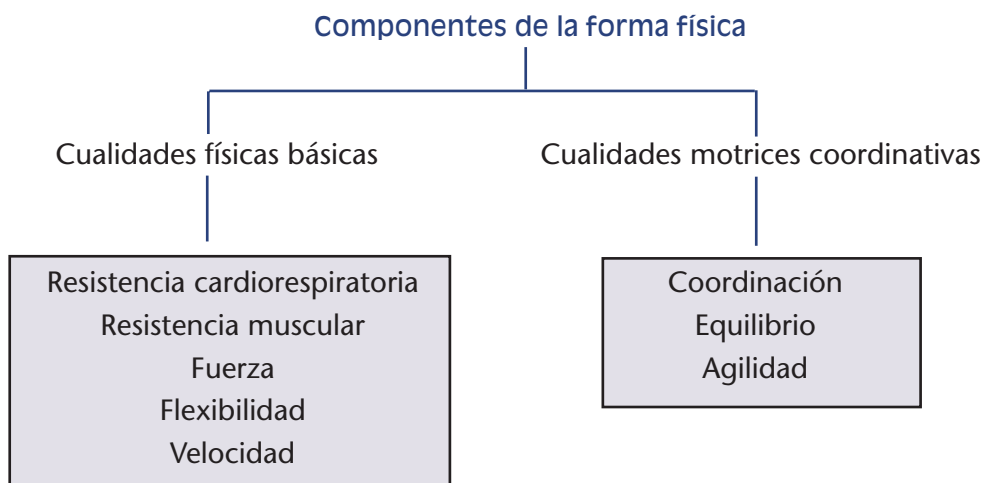 Componentes de la forma física
Cualidades físicas básicas
Cualidades motrices coordinativas
Resistencia cardiorespiratoria
Resistencia muscular
Fuerza
Flexibilidad
Velocidad
Coordinación
Equilibrio
Agilidad